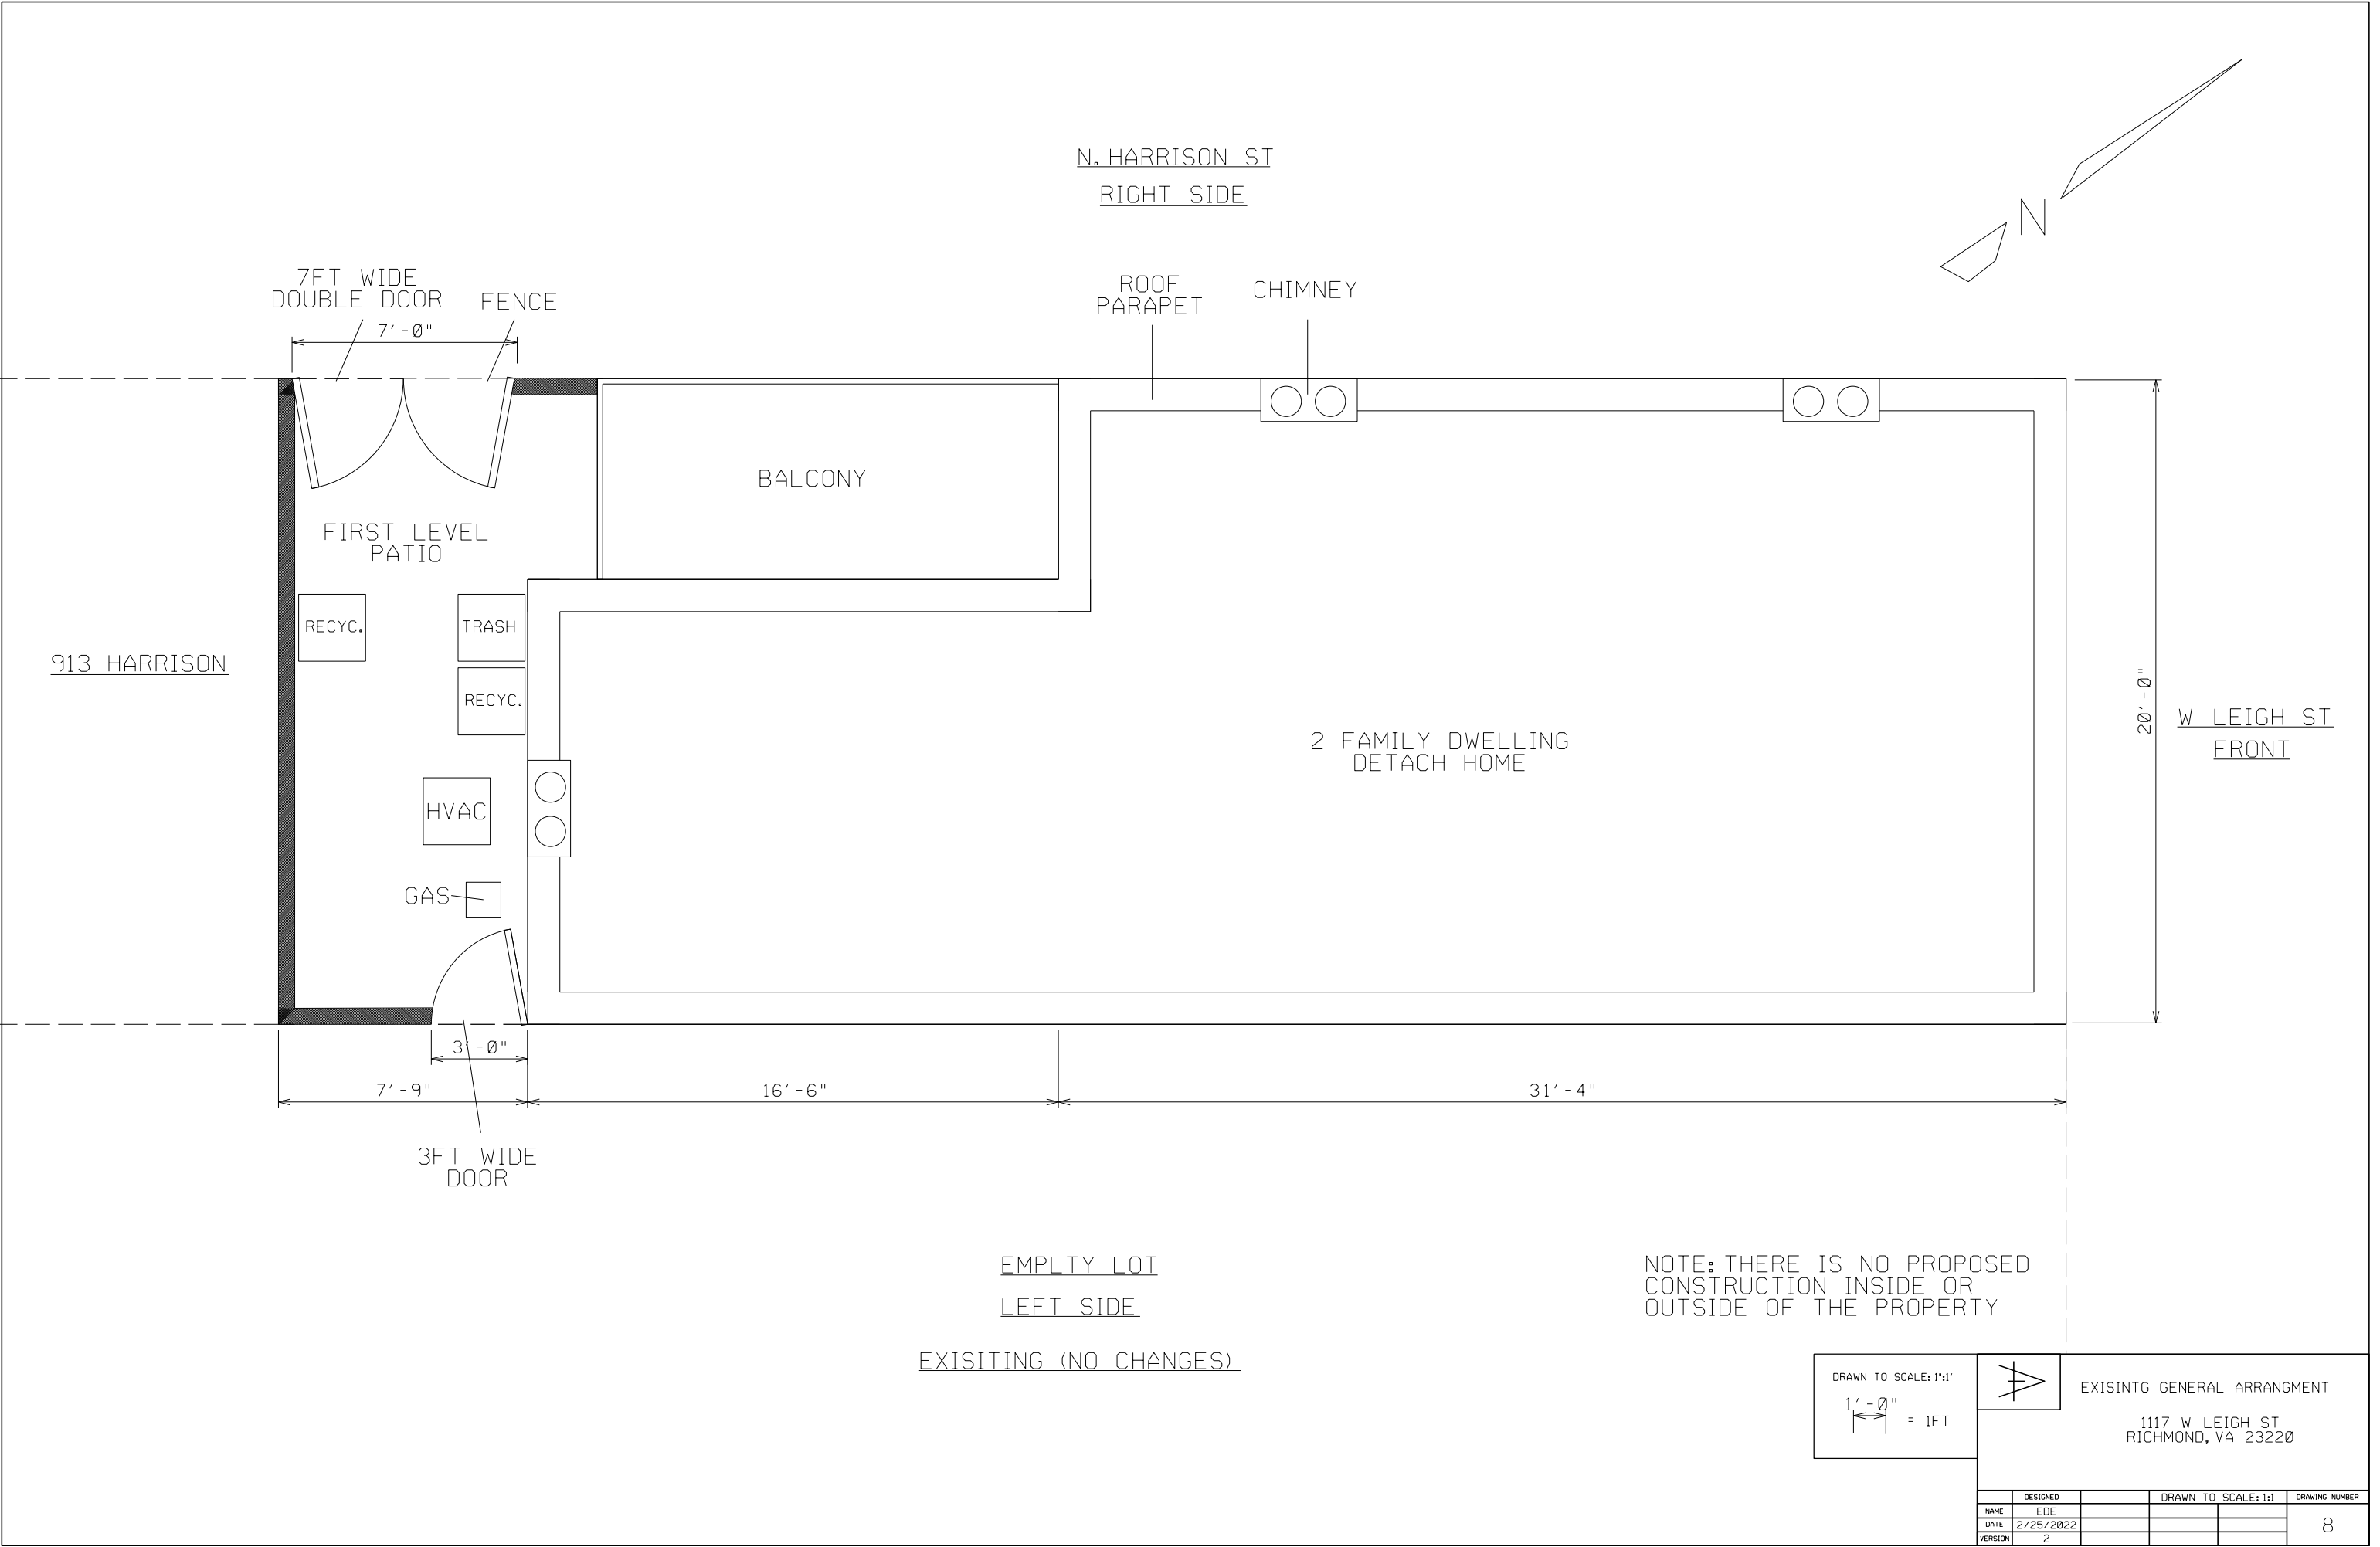 N. HARRISON ST
RIGHT SIDE
N
7FT WIDE
DOUBLE DOOR
FENCE
7'-0"
ROOF
PARAPET
CHIMNEY
BALCONY
FIRST LEVEL
PATIO
RECYC.
TRASH
RECYC.
913 HARRISON
HVAC
GAS
2 FAMILY DWELLING
DETACH HOME
20'-0"
W LEIGH ST
FRONT
3'-0"
7'-9"
16'-6"
31'-4"
3FT WIDE
DOOR
EMPLTY LOT
LEFT SIDE
EXISITING (NO CHANGES)
NOTE: THERE IS NO PROPOSED
CONSTRUCTION INSIDE OR
OUTSIDE OF THE PROPERTY
DRAWN TO SCALE: 1":1'
1'-0"
= 1FT
A
EXISINTG GENERAL ARRANGMENT
1117 W LEIGH ST
RICHMOND, VA 23220
DESIGNED
DRAWN TO SCALE: 1:1
DRAWING NUMBER
NAME EDE
DATE 2/25/2022
VERSION 2
8